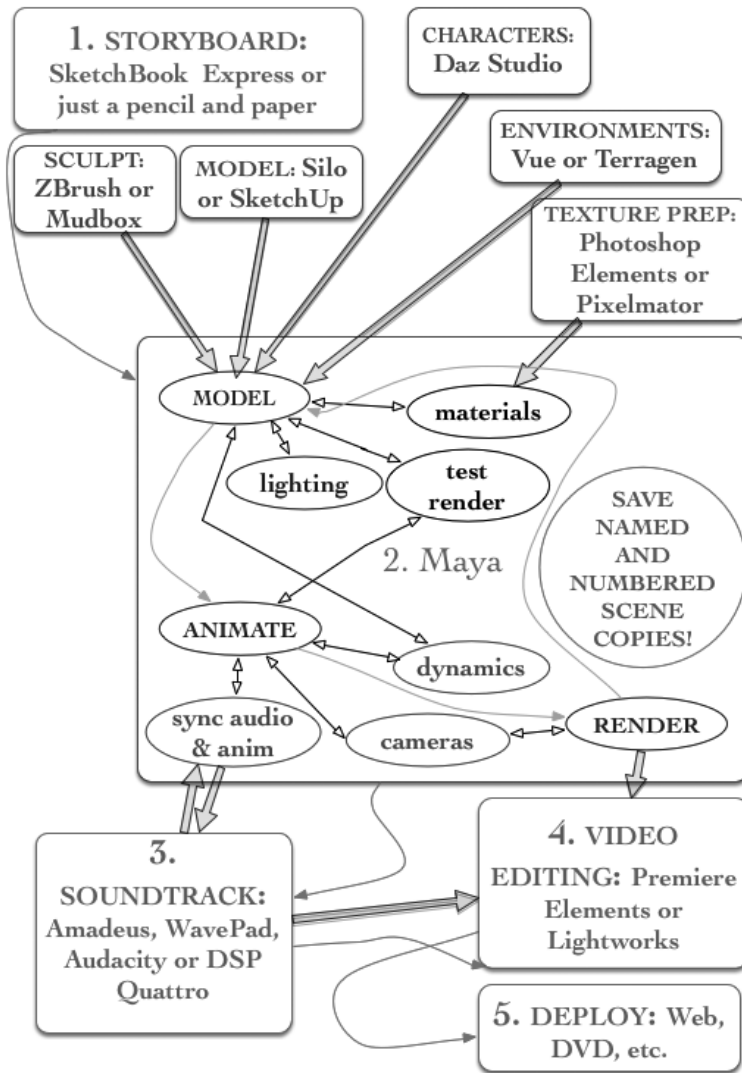 1. STORYBOARD:
SketchBook Express or
just a pencil and paper
CHARACTERS:
Daz Studio
SCULPT:
ZBrush or
Mudbox
MODEL: Silo
or SketchUp
ENVIRONMENTS:
Vue or Terragen
TEXTURE PREP:
Photoshop
Elements or
Pixelmator
MODEL
materials
lighting
test
render
2. Maya
SAVE
NAMED
AND
NUMBERED
SCENE
COPIES!
ANIMATE
dynamics
sync audio
& anim
cameras
RENDER
3.
SOUNDTRACK:
Amadeus, WavePad,
Audacity or DSP
Quattro
4. VIDEO
EDITING: Premiere
Elements or
Lightworks
5. DEPLOY: Web,
DVD, etc.